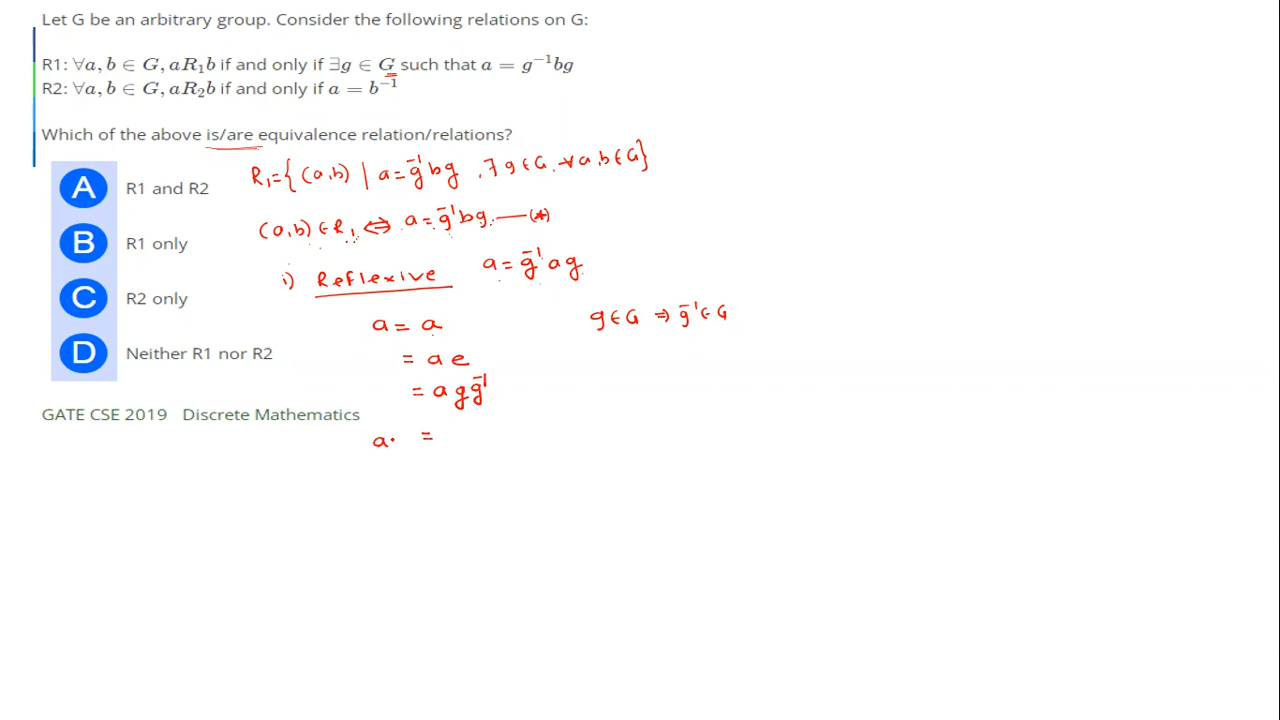 Let G be an arbitrary group. Consider the following relations on G:
R1: ∀a, b ∈ G, aR₁b if and only if ∃g ∈ G such that a = g⁻¹bg
R2: ∀a, b ∈ G, aR₂b if and only if a = b⁻¹
Which of the above is/are equivalence relation/relations?
A R1 and R2
B R1 only
C R2 only
D Neither R1 nor R2
GATE CSE 2019 Discrete Mathematics
R₁ = { (a,b) | a = g⁻¹bg , ∃ g ∈ G, ∀ a, b ∈ G }
(a,b) ∈ R₁ ⇔ a = g⁻¹bg. — (*)
i) Reflexive a = g⁻¹ag
g ∈ G ⇒ g⁻¹ ∈ G
a = a
= a e
= a g g⁻¹
a. =